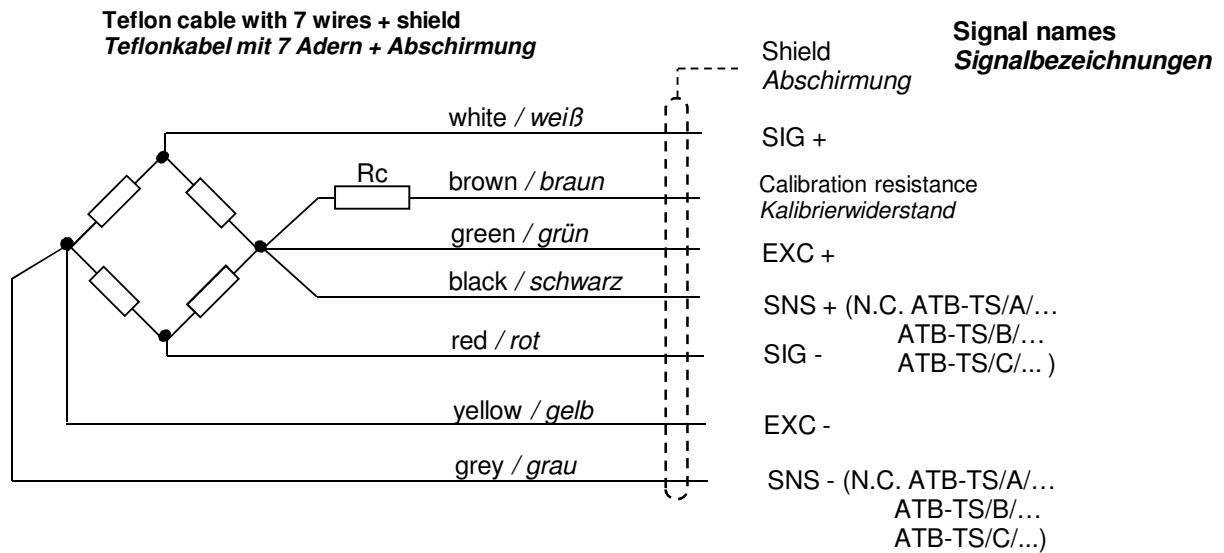 Teflon cable with 7 wires + shield
Teflonkabel mit 7 Adern + Abschirmung
Signal names
Signalbezeichnungen
Shield
Abschirmung
white / weiß
SIG +
Rc
brown / braun
Calibration resistance
Kalibrierwiderstand
green / grün
EXC +
black / schwarz
SNS + (N.C. ATB-TS/A/…
ATB-TS/B/…
ATB-TS/C/... )
red / rot
SIG -
yellow / gelb
EXC -
grey / grau
SNS - (N.C. ATB-TS/A/…
ATB-TS/B/…
ATB-TS/C/...)